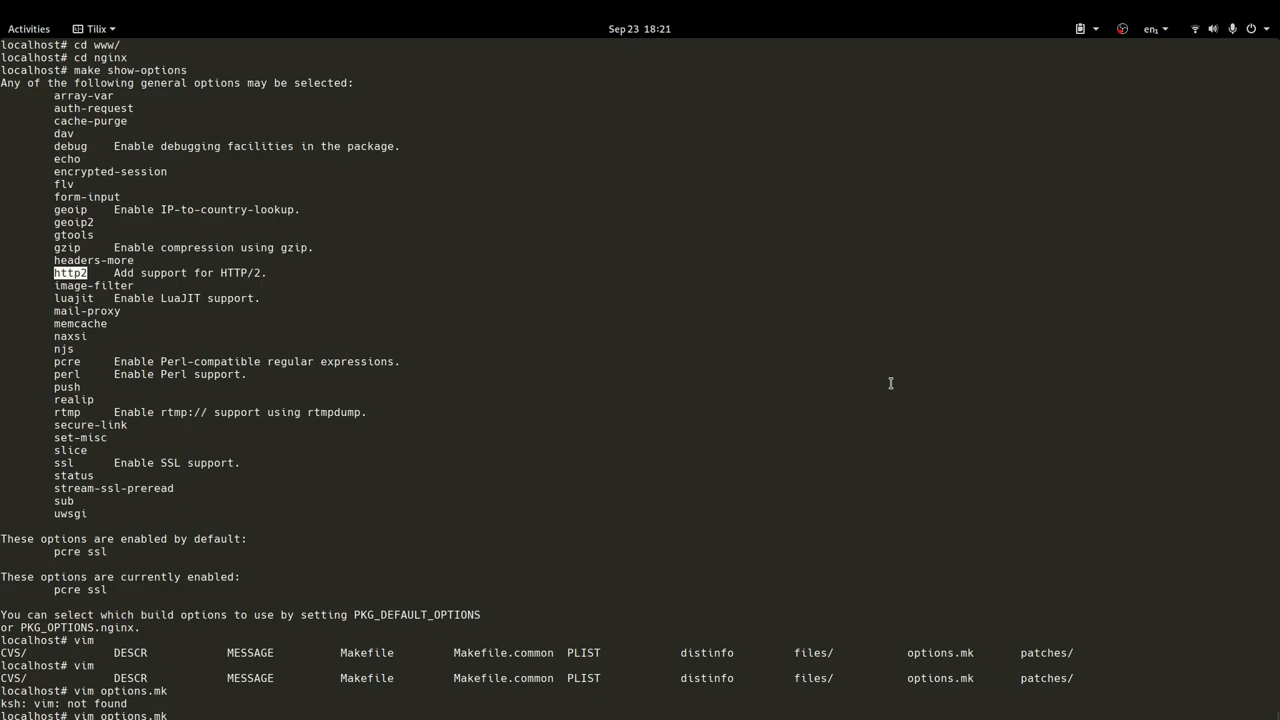 Activities Tilix Sep 23 18:21 en₁
localhost# cd www/
localhost# cd nginx
localhost# make show-options
Any of the following general options may be selected:
array-var
auth-request
cache-purge
dav
debug Enable debugging facilities in the package.
echo
encrypted-session
flv
form-input
geoip Enable IP-to-country-lookup.
geoip2
gtools
gzip Enable compression using gzip.
headers-more
http2 Add support for HTTP/2.
image-filter
luajit Enable LuaJIT support.
mail-proxy
memcache
naxsi
njs
pcre Enable Perl-compatible regular expressions.
perl Enable Perl support.
push
realip
rtmp Enable rtmp:// support using rtmpdump.
secure-link
set-misc
slice
ssl Enable SSL support.
status
stream-ssl-preread
sub
uwsgi
These options are enabled by default:
pcre ssl
These options are currently enabled:
pcre ssl
You can select which build options to use by setting PKG_DEFAULT_OPTIONS
or PKG_OPTIONS.nginx.
localhost# vim
CVS/ DESCR MESSAGE Makefile Makefile.common PLIST distinfo files/ options.mk patches/
localhost# vim
CVS/ DESCR MESSAGE Makefile Makefile.common PLIST distinfo files/ options.mk patches/
localhost# vim options.mk
ksh: vim: not found
localhost# vim options.mk